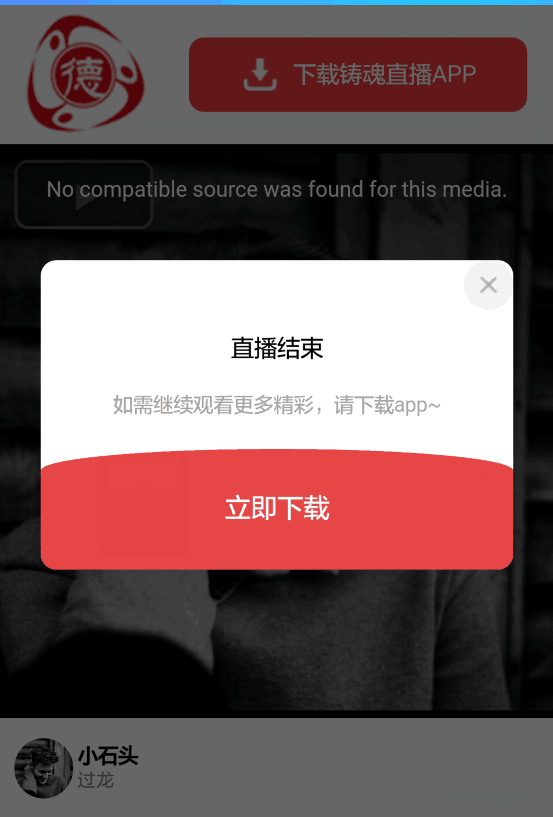 德
下载铸魂直播APP
No compatible source was found for this media.
直播结束
如需继续观看更多精彩，请下载app~
立即下载
小石头
过龙